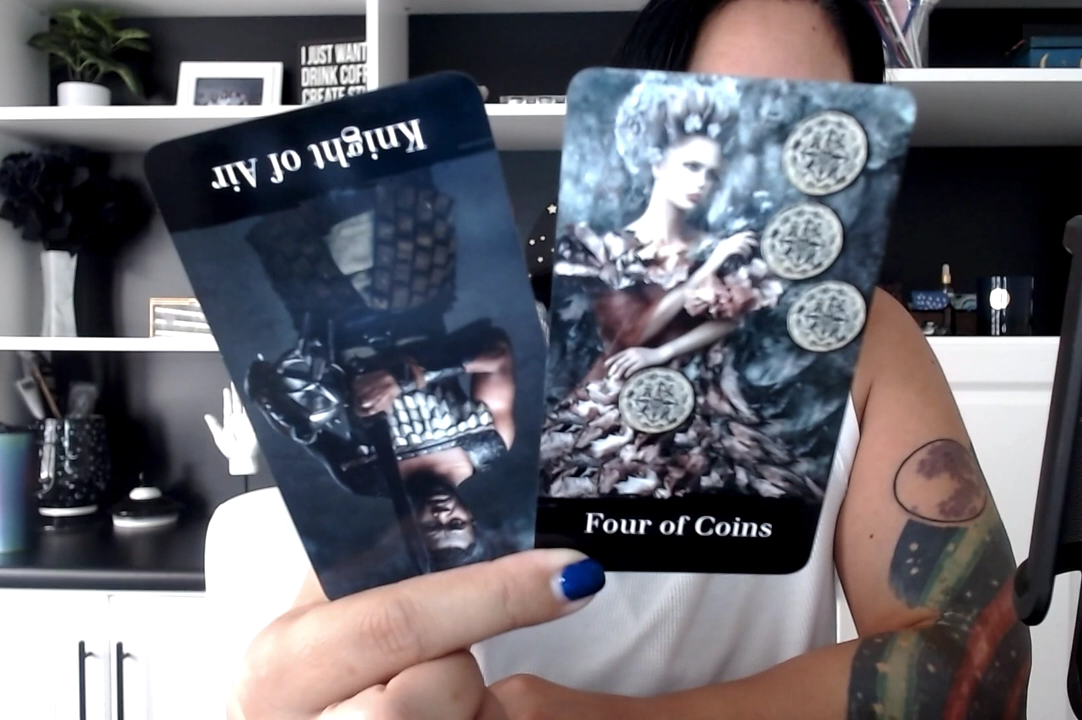 I JUST WANT
DRINK COFF
CREATE ST
Knight of Air
Four of Coins